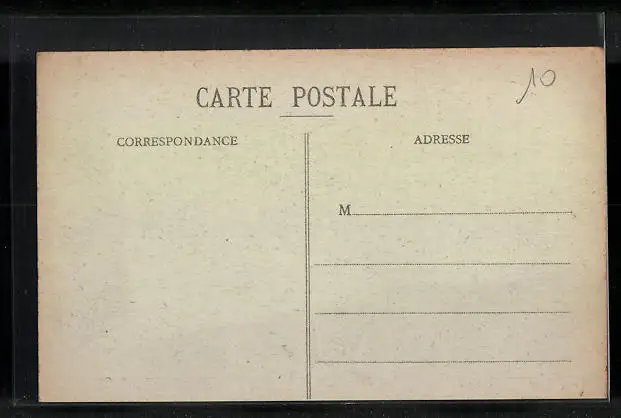 CARTE POSTALE
10
CORRESPONDANCE
ADRESSE
M